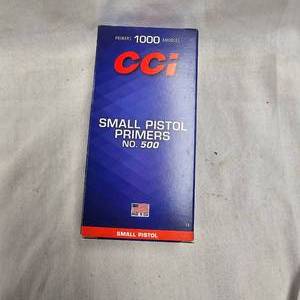 PRIMERS 1000 AMORCES
CCI
SMALL PISTOL
PRIMERS
NO. 500
SMALL PISTOL